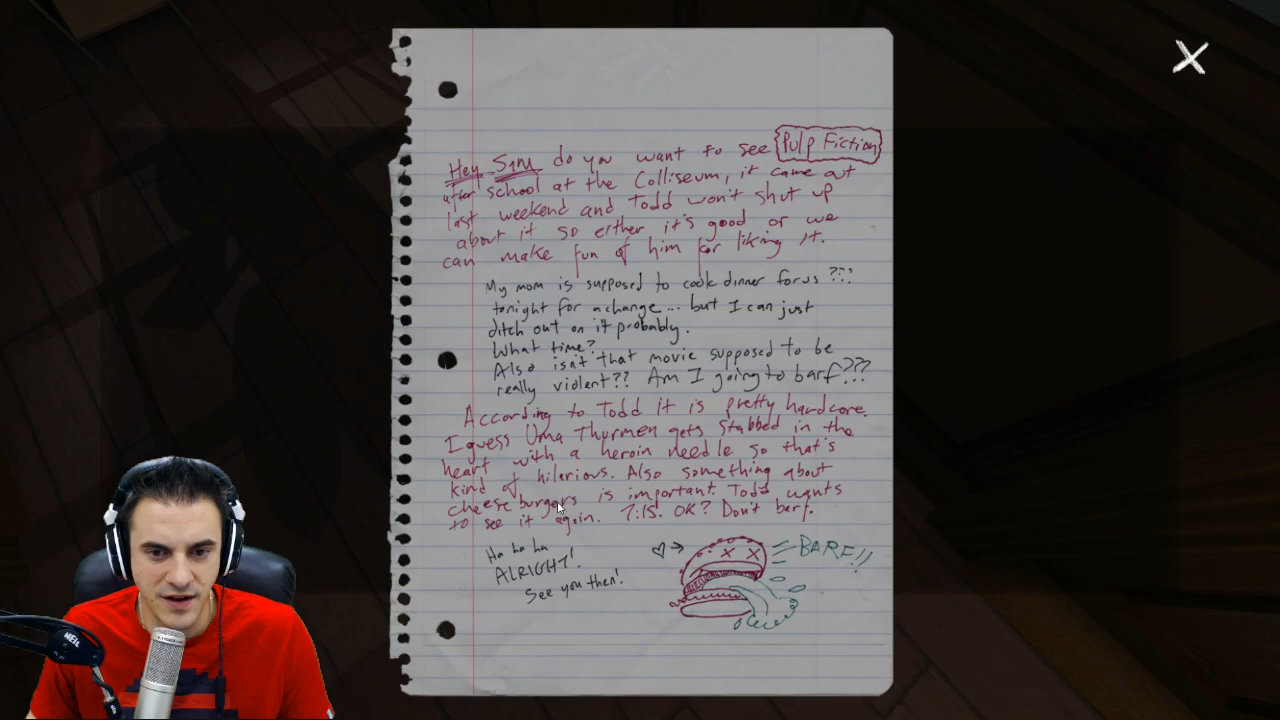 Hey Sam do you want to see Pulp Fiction
after school at the Colliseum, it came out
last weekend and Todd won't shut up
about it so either it's good or we
can make fun of him for liking it.
My mom is supposed to cook dinner for us ???
tonight for a change... but I can just
ditch out on it probably.
What time?
Also isn't that movie supposed to be
really violent?? Am I going to barf???
According to Todd it is pretty hardcore.
I guess Uma Thurmen gets stabbed in the
heart with a heroin needle so that's
kind of hilarious. Also something about
cheeseburgers is important. Todd wants
to see it again. 7:15. OK? Don't barf.
Ha ha ha
ALRIGHT!
See you then!
BARF!!